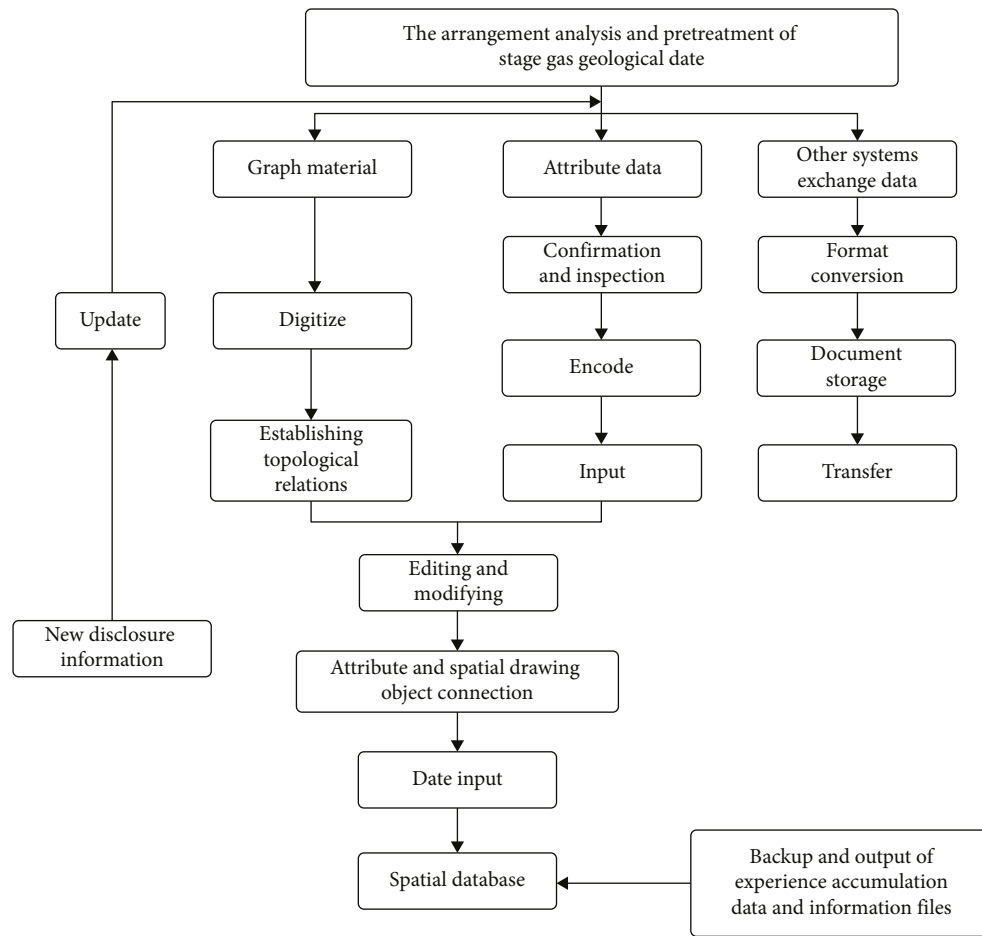 The arrangement analysis and pretreatment of
stage gas geological date
Graph material
Attribute data
Other systems
exchange data
Confirmation
and inspection
Format
conversion
Update
Digitize
Encode
Document
storage
Establishing
topological
relations
Input
Transfer
Editing and
modifying
New disclosure
information
Attribute and spatial drawing
object connection
Date input
Spatial database
Backup and output of
experience accumulation
data and information files